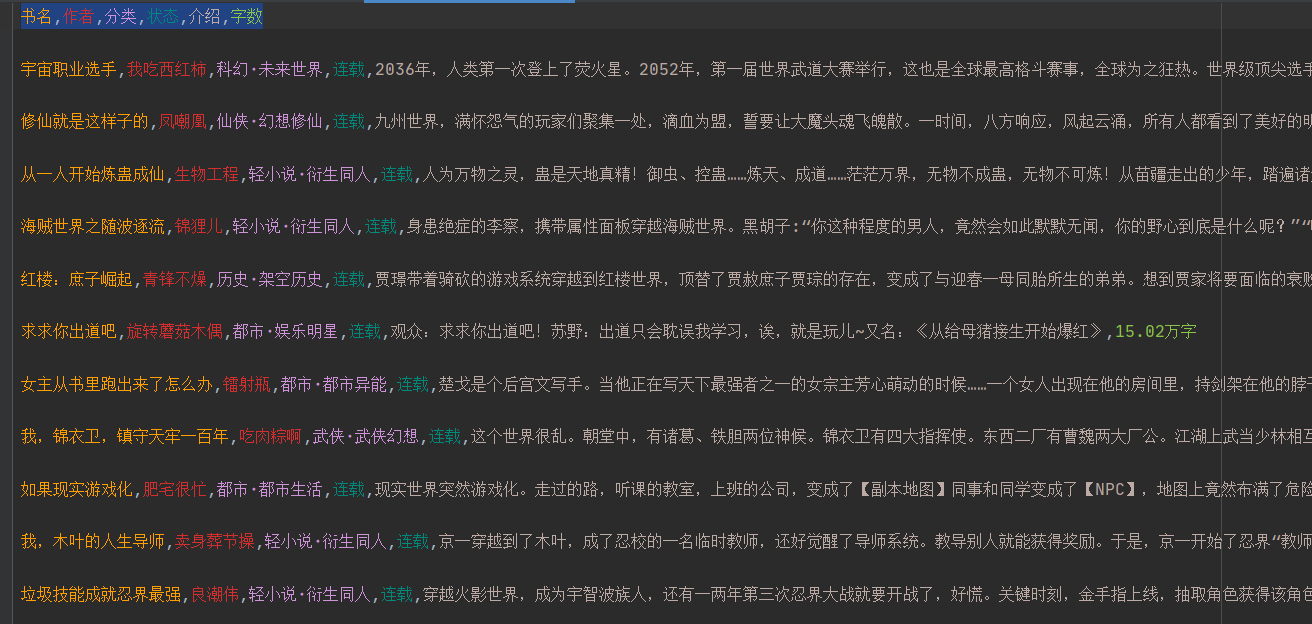 书名,作者,分类,状态,介绍,字数
宇宙职业选手,我吃西红柿,科幻·未来世界,连载,2036年，人类第一次登上了荧火星。2052年，第一届世界武道大赛举行，这也是全球最高格斗赛事，全球为之狂热。世界级顶尖选手
修仙就是这样子的,凤嘲凰,仙侠·幻想修仙,连载,九州世界，满怀怨气的玩家们聚集一处，滴血为盟，誓要让大魔头魂飞魄散。一时间，八方响应，风起云涌，所有人都看到了美好的明
从一人开始炼蛊成仙,生物工程,轻小说·衍生同人,连载,人为万物之灵，蛊是天地真精！御虫、控蛊……炼天、成道……茫茫万界，无物不成蛊，无物不可炼！从苗疆走出的少年，踏遍诸
海贼世界之随波逐流,锦狸儿,轻小说·衍生同人,连载,身患绝症的李察，携带属性面板穿越海贼世界。黑胡子：“你这种程度的男人，竟然会如此默默无闻，你的野心到底是什么呢？”“
红楼：庶子崛起,青锋不燥,历史·架空历史,连载,贾璟带着骑砍的游戏系统穿越到红楼世界，顶替了贾赦庶子贾琮的存在，变成了与迎春一母同胎所生的弟弟。想到贾家将要面临的衰败
求求你出道吧,旋转蘑菇木偶,都市·娱乐明星,连载,观众：求求你出道吧！苏野：出道只会耽误我学习，诶，就是玩儿~又名：《从给母猪接生开始爆红》,15.02万字
女主从书里跑出来了怎么办,镭射瓶,都市·都市异能,连载,楚戈是个后宫文写手。当他正在写天下最强者之一的女宗主芳心萌动的时候……一个女人出现在他的房间里，持剑架在他的脖子
我，锦衣卫，镇守天牢一百年,吃肉粽啊,武侠·武侠幻想,连载,这个世界很乱。朝堂中，有诸葛、铁胆两位神候。锦衣卫有四大指挥使。东西二厂有曹魏两大厂公。江湖上武当少林相互
如果现实游戏化,肥宅很忙,都市·都市生活,连载,现实世界突然游戏化。走过的路，听课的教室，上班的公司，变成了【副本地图】同事和同学变成了【NPC】，地图上竟然布满了危险
我，木叶的人生导师,卖身葬节操,轻小说·衍生同人,连载,京一穿越到了木叶，成了忍校的一名临时教师，还好觉醒了导师系统。教导别人就能获得奖励。于是，京一开始了忍界“教师
垃圾技能成就忍界最强,良潮伟,轻小说·衍生同人,连载,穿越火影世界，成为宇智波族人，还有一两年第三次忍界大战就要开战了，好慌。关键时刻，金手指上线，抽取角色获得该角色